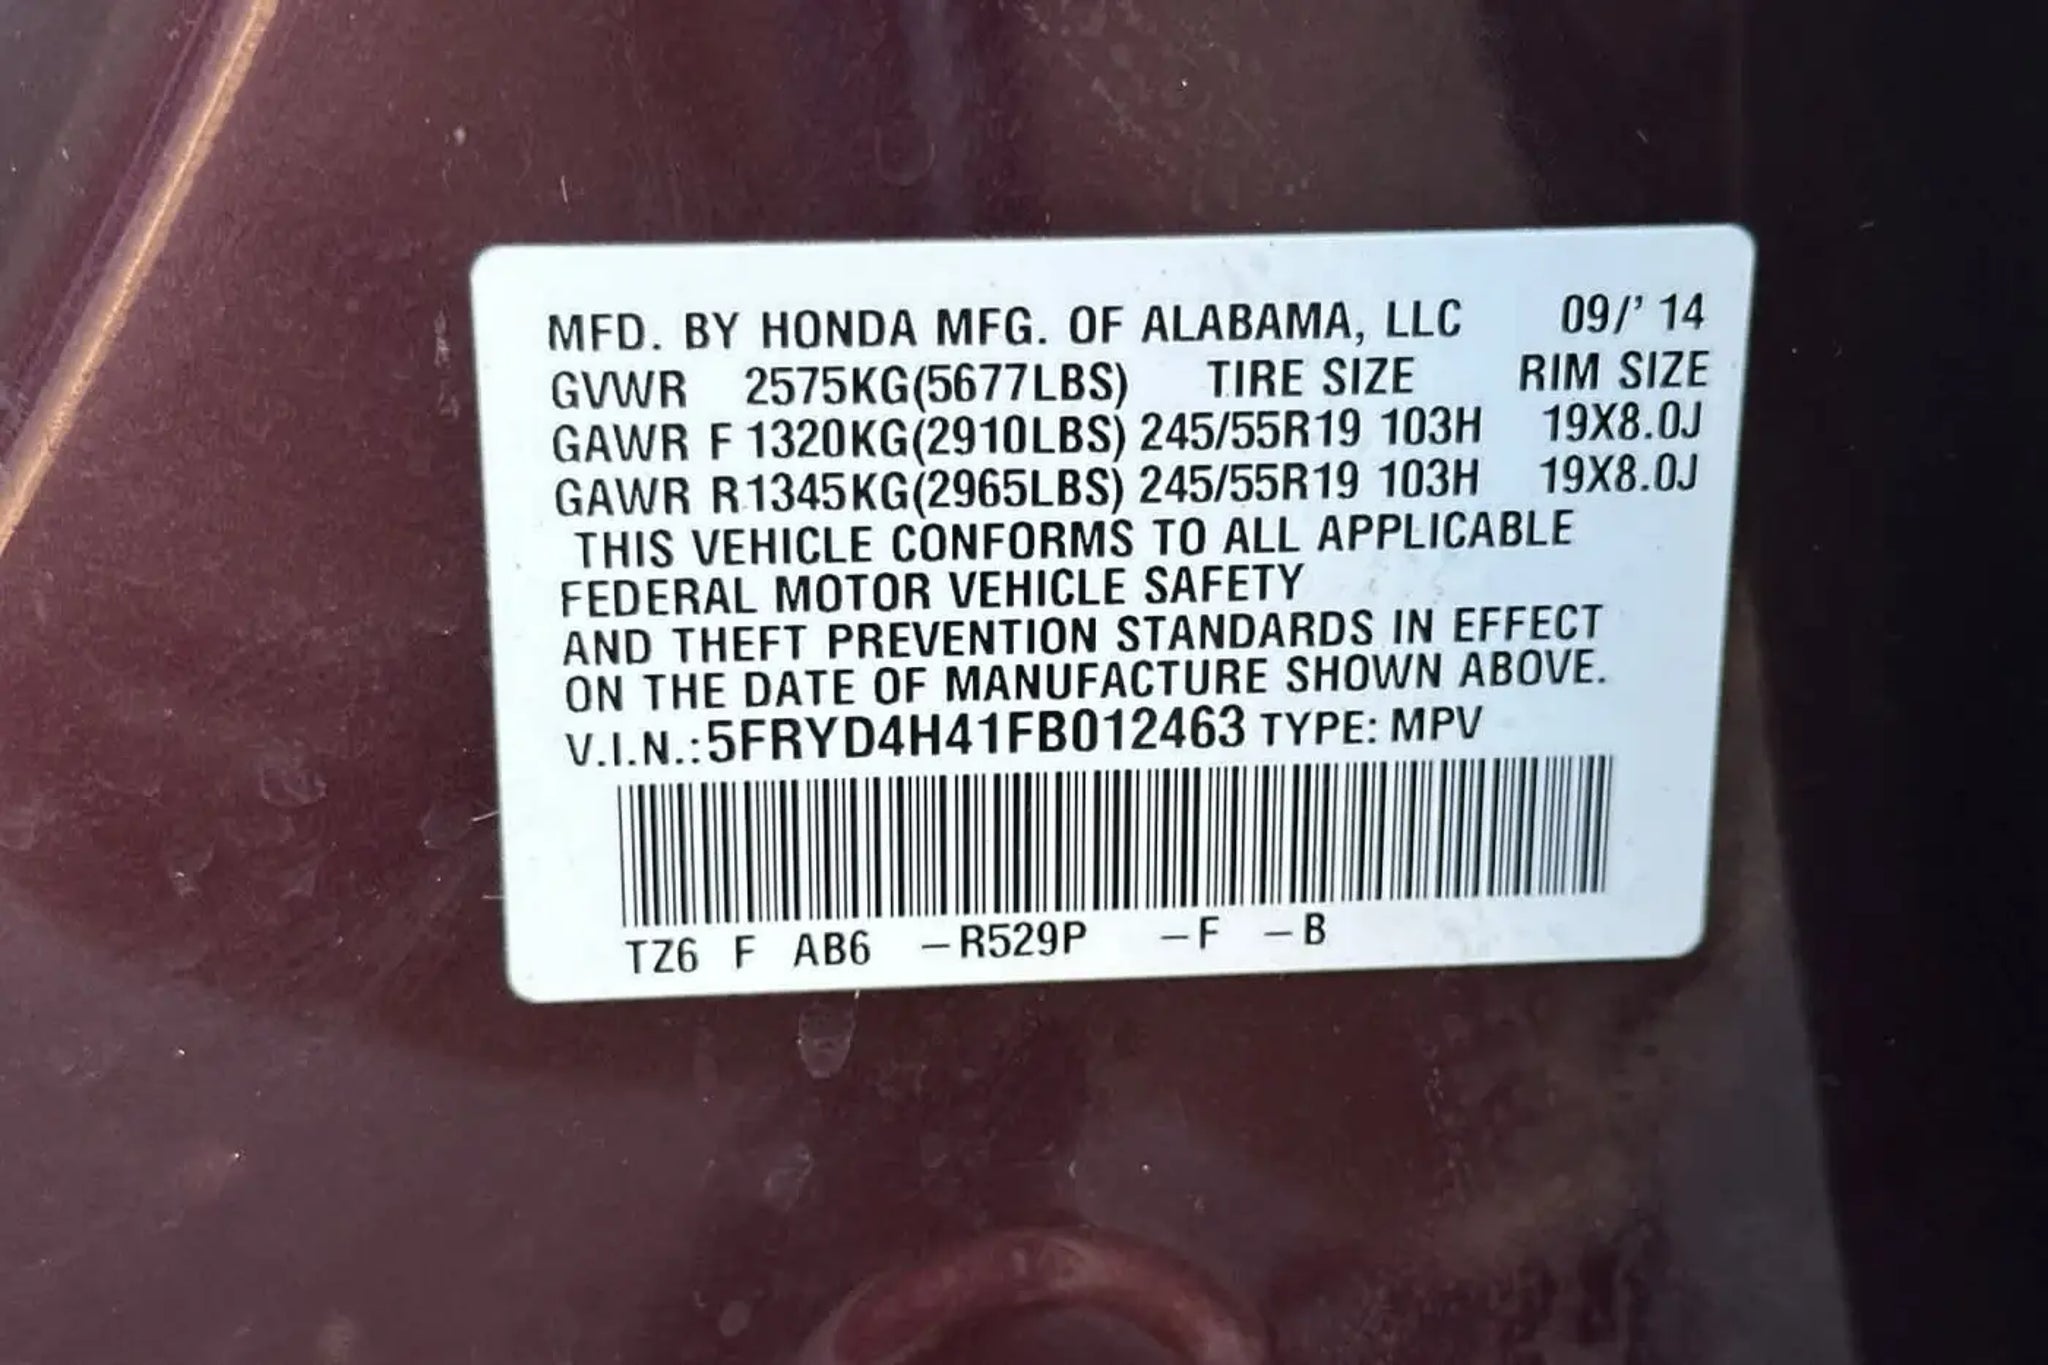 MFD. BY HONDA MFG. OF ALABAMA, LLC 09/' 14
GVWR 2575KG(5677LBS) TIRE SIZE RIM SIZE
GAWR F 1320KG(2910LBS) 245/55R19 103H 19X8.0J
GAWR R 1345KG(2965LBS) 245/55R19 103H 19X8.0J
THIS VEHICLE CONFORMS TO ALL APPLICABLE
FEDERAL MOTOR VEHICLE SAFETY
AND THEFT PREVENTION STANDARDS IN EFFECT
ON THE DATE OF MANUFACTURE SHOWN ABOVE.
V.I.N.:5FRYD4H41FB012463 TYPE: MPV
TZ6 F AB6 –R529P –F –B